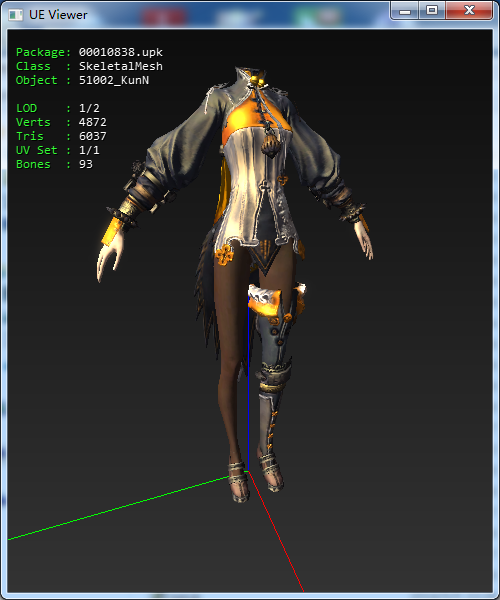 UE Viewer
Package: 00010838.upk
Class : SkeletalMesh
Object : 51002_KunN
LOD : 1/2
Verts : 4872
Tris : 6037
UV Set : 1/1
Bones : 93